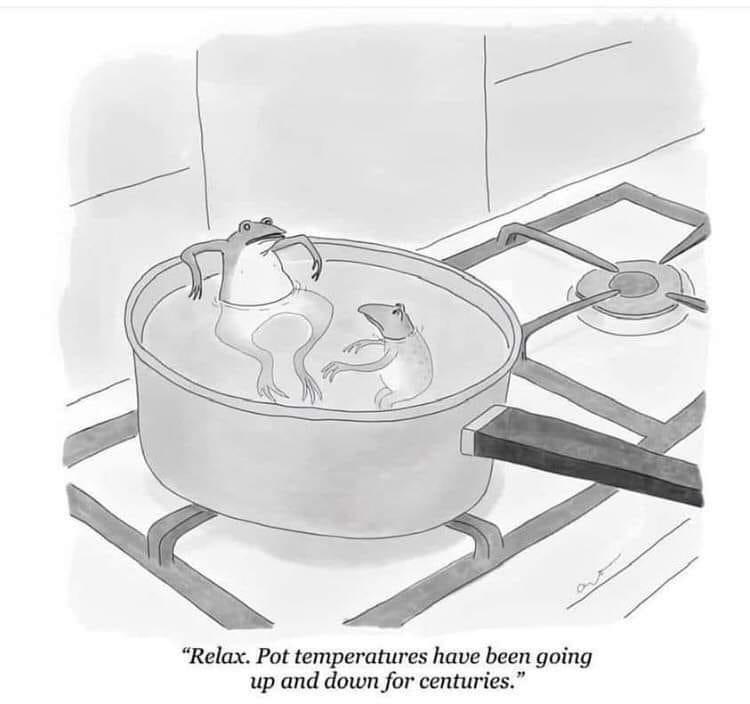 “Relax. Pot temperatures have been going
up and down for centuries.”